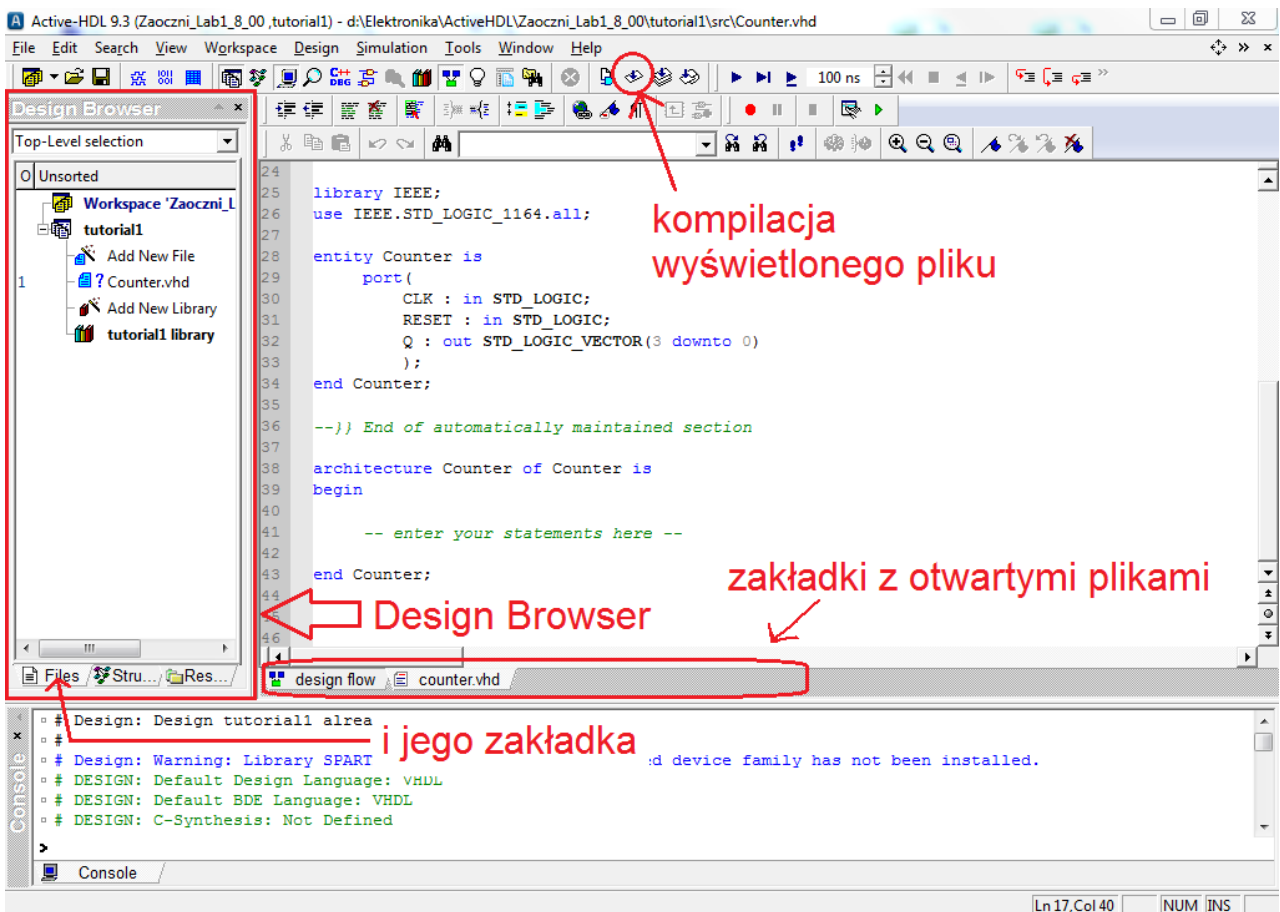 Active-HDL 9.3 (Zaoczni_Lab1_8_00 ,tutorial1) - d:\Elektronika\ActiveHDL\Zaoczni_Lab1_8_00\tutorial1\src\Counter.vhd
File Edit Search View Workspace Design Simulation Tools Window Help
100 ns
Design Browser
Top-Level selection
O Unsorted
Workspace 'Zaoczni_L
tutorial1
Add New File
1 ? Counter.vhd
Add New Library
tutorial1 library
Files Stru... Res...
24
25 library IEEE;
26 use IEEE.STD_LOGIC_1164.all;
27
28 entity Counter is
29 port(
30 CLK : in STD_LOGIC;
31 RESET : in STD_LOGIC;
32 Q : out STD_LOGIC_VECTOR(3 downto 0)
33 );
34 end Counter;
35
36 --}} End of automatically maintained section
37
38 architecture Counter of Counter is
39 begin
40
41 -- enter your statements here --
42
43 end Counter;
44
46
kompilacja
wyświetlonego pliku
zakładki z otwartymi plikami
Design Browser
design flow counter.vhd
i jego zakładka
# Design: Design tutorial1 alrea
#
# Design: Warning: Library SPART d device family has not been installed.
# DESIGN: Default Design Language: VHDL
# DESIGN: Default BDE Language: VHDL
# DESIGN: C-Synthesis: Not Defined
>
Console
Console
Ln 17,Col 40 NUM INS